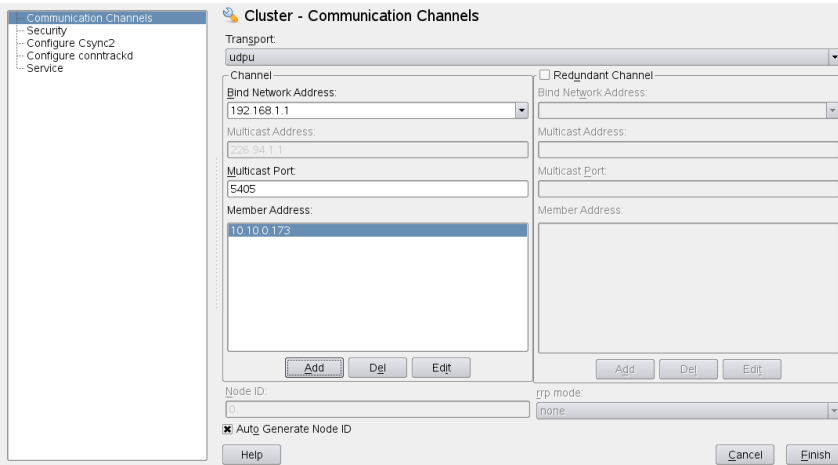 Communication Channels
Security
Configure Csync2
Configure conntrackd
Service
Cluster - Communication Channels
Transport:
udpu
Channel
Bind Network Address:
192.168.1.1
Multicast Address:
226.94.1.1
Multicast Port:
5405
Member Address:
10.10.0.173
Add Del Edit
Redundant Channel
Bind Network Address:
Multicast Address:
Multicast Port:
Member Address:
Add Del Edit
Node ID:
0
Auto Generate Node ID
rrp mode:
none
Help Cancel Finish